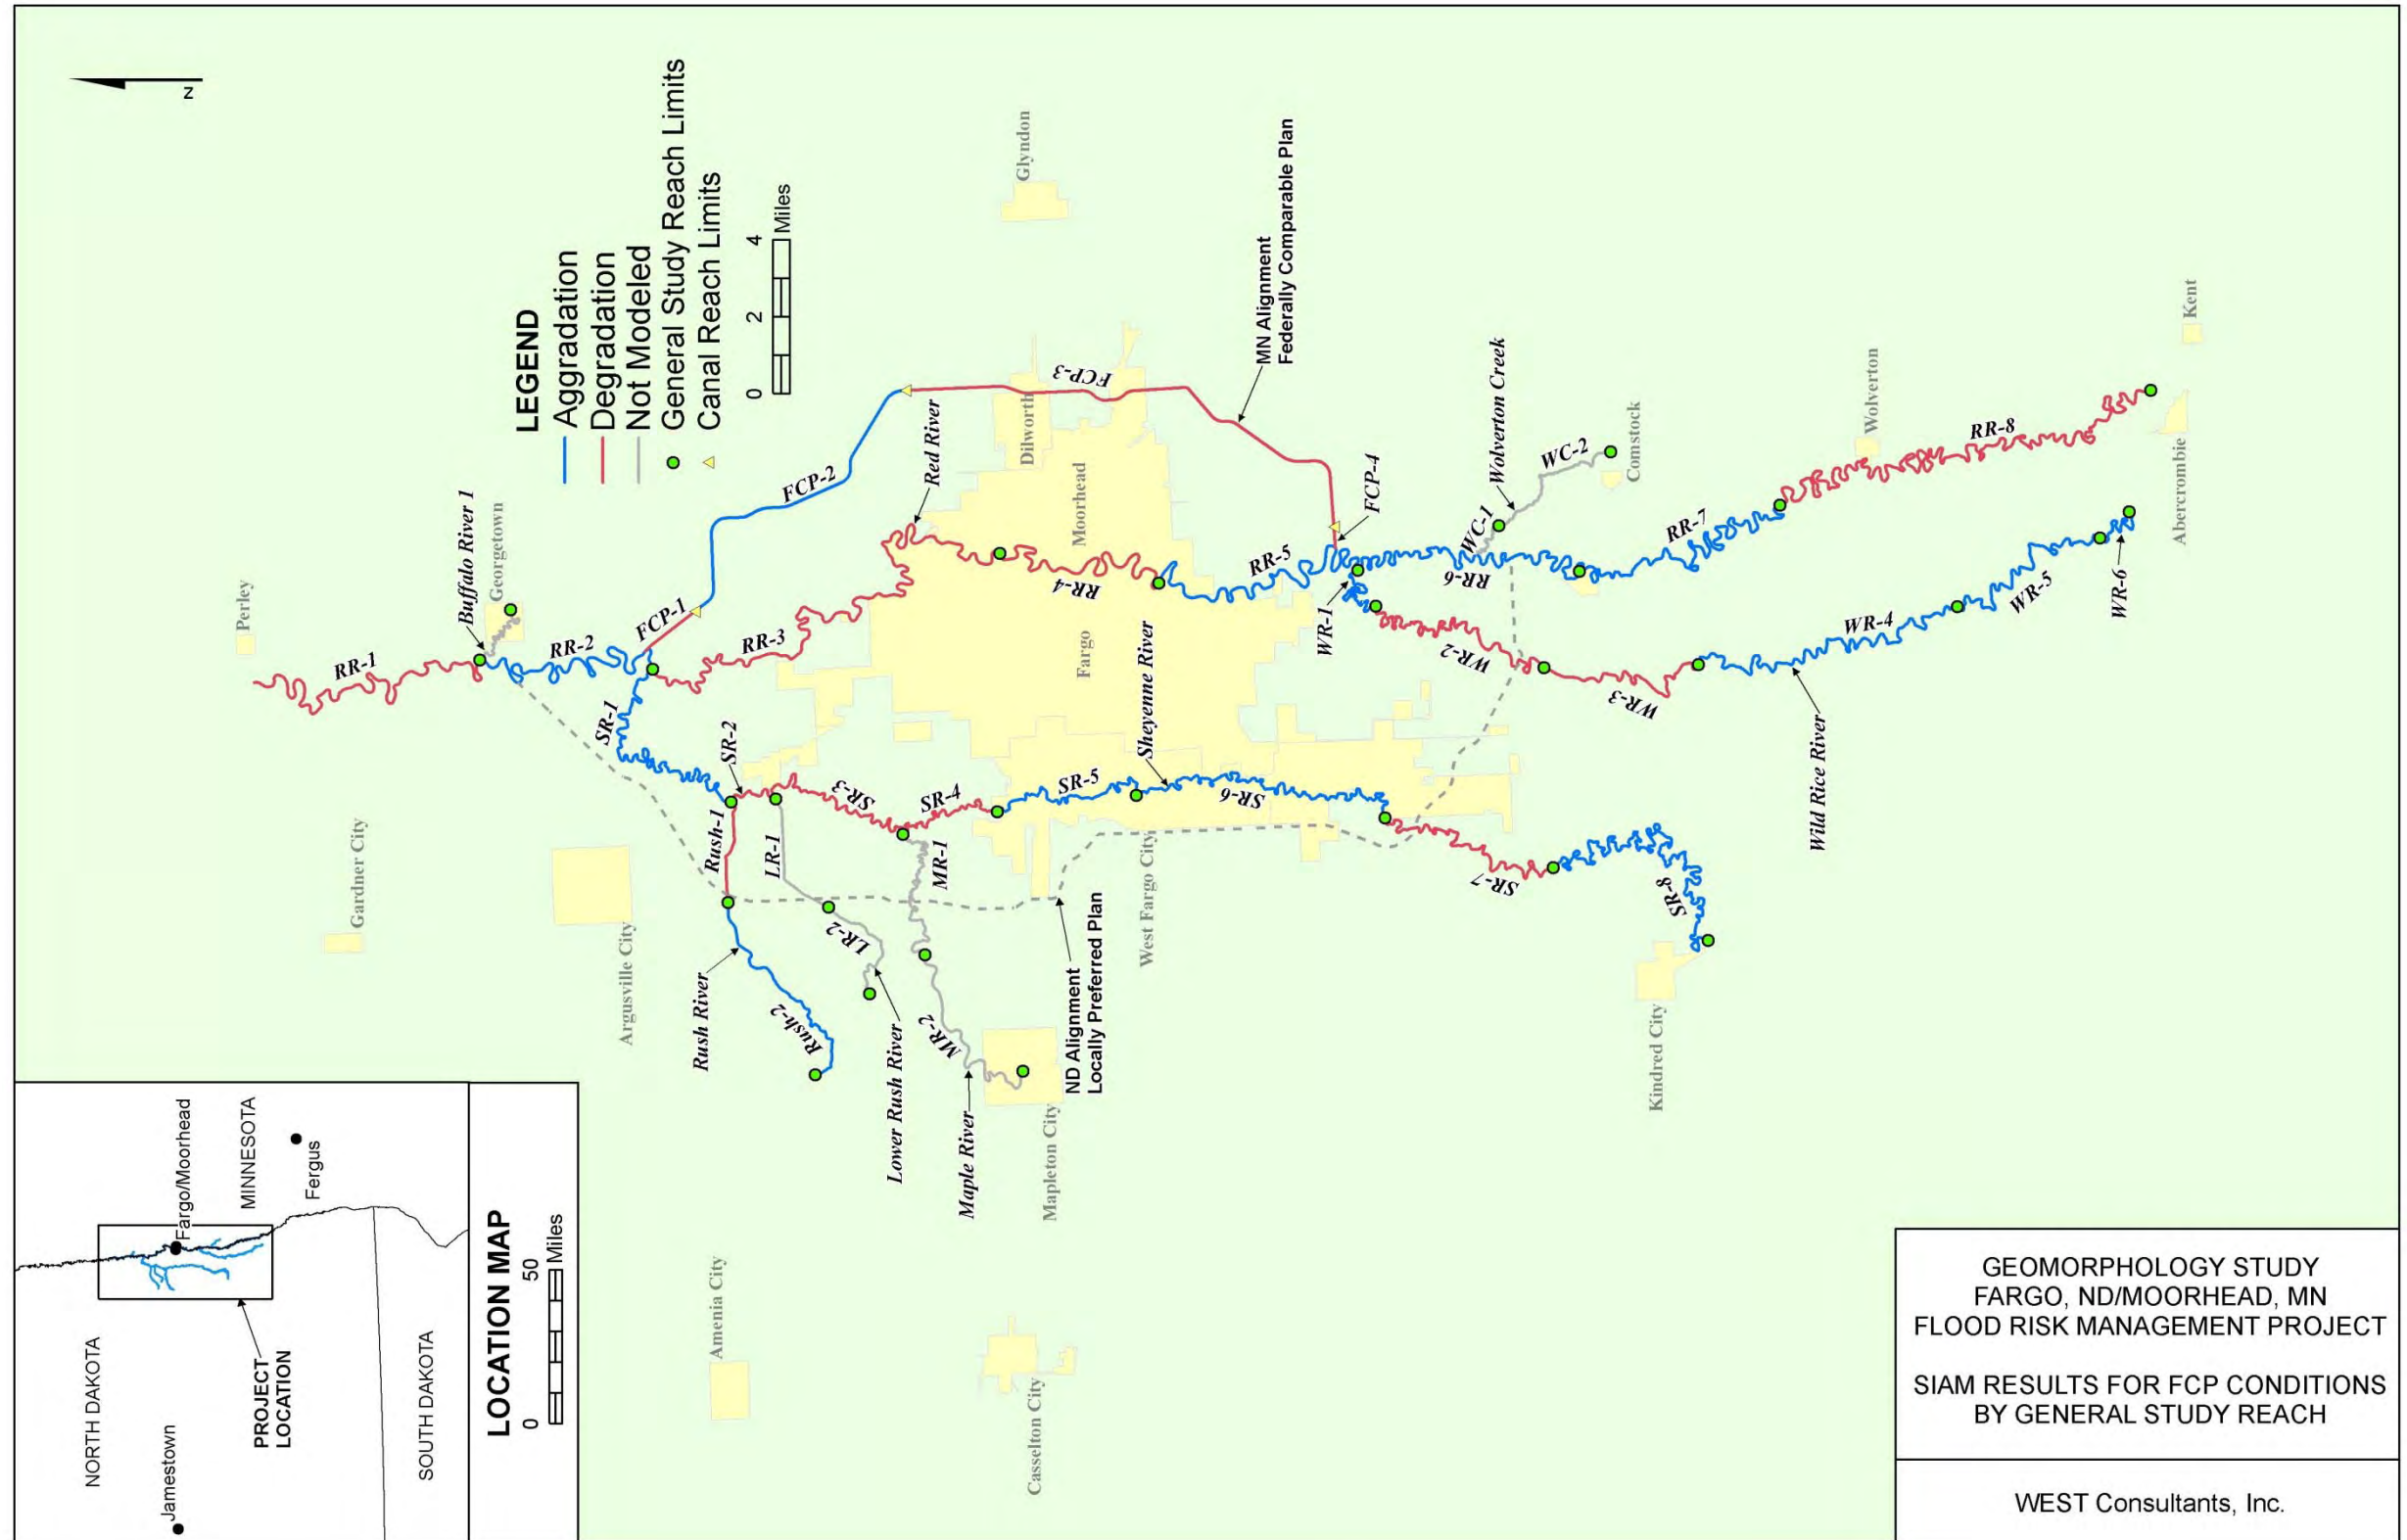 N
LEGEND
Aggradation
Degradation
Not Modeled
General Study Reach Limits
Canal Reach Limits
0 2 4
Miles
Perley
Georgetown
Buffalo River 1
RR-1
RR-2
FCP-1
FCP-2
RR-3
Red River
Glyndon
Dilworth
Moorhead
FCP-3
RR-4
Fargo
MN Alignment
Federally Comparable Plan
RR-5
FCP-4
WR-1
RR-6
WC-1
Wolverton Creek
WC-2
Comstock
RR-7
Wolverton
RR-8
Kent
Abercrombie
WR-2
WR-3
WR-4
WR-5
WR-6
Wild Rice River
SR-1
SR-2
SR-3
SR-4
SR-5
Sheyenne River
SR-6
SR-7
SR-8
Rush-1
LR-1
MR-1
Gardner City
Argusville City
Rush River
Rush-2
LR-2
Lower Rush River
MR-2
Maple River
Mapleton City
ND Alignment
Locally Preferred Plan
West Fargo City
Kindred City
Amenia City
Casselton City
NORTH DAKOTA
Jamestown
Fargo/Moorhead
MINNESOTA
Fergus
PROJECT
LOCATION
SOUTH DAKOTA
LOCATION MAP
0 50
Miles
GEOMORPHOLOGY STUDY
FARGO, ND/MOORHEAD, MN
FLOOD RISK MANAGEMENT PROJECT
SIAM RESULTS FOR FCP CONDITIONS
BY GENERAL STUDY REACH
WEST Consultants, Inc.